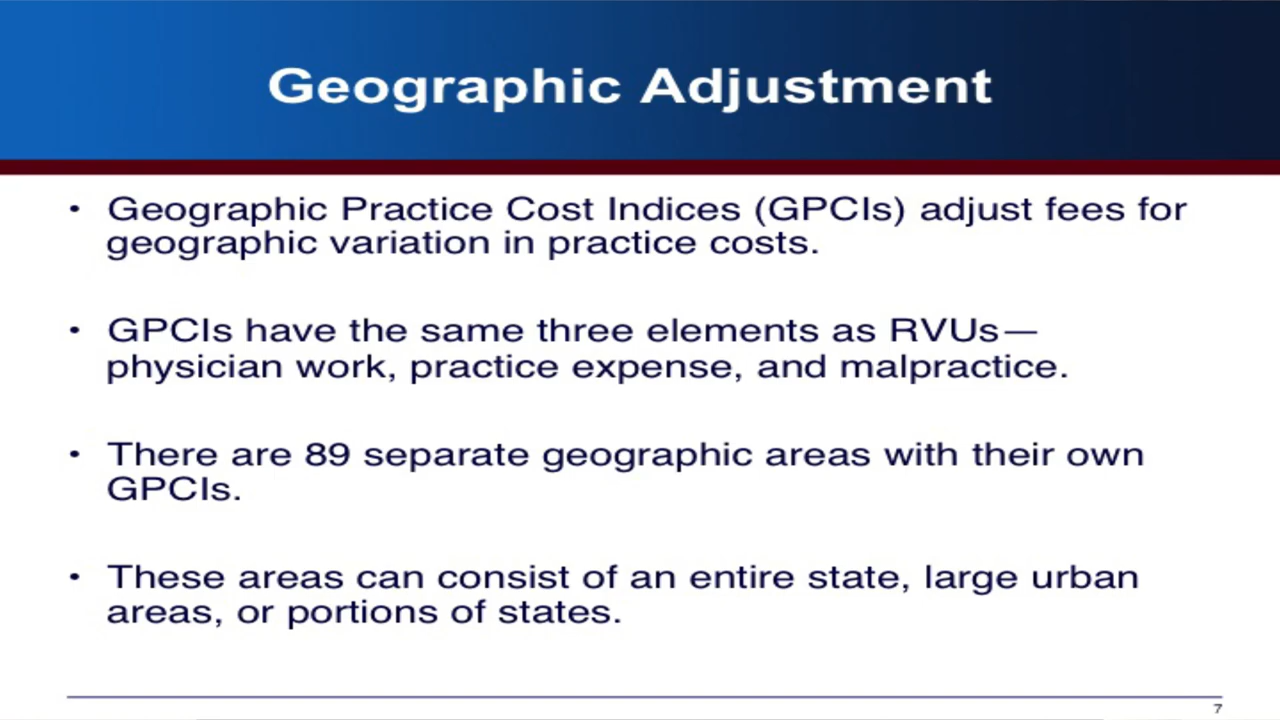 Geographic Adjustment
• Geographic Practice Cost Indices (GPCIs) adjust fees for
geographic variation in practice costs.
• GPCIs have the same three elements as RVUs—
physician work, practice expense, and malpractice.
• There are 89 separate geographic areas with their own
GPCIs.
• These areas can consist of an entire state, large urban
areas, or portions of states.
7